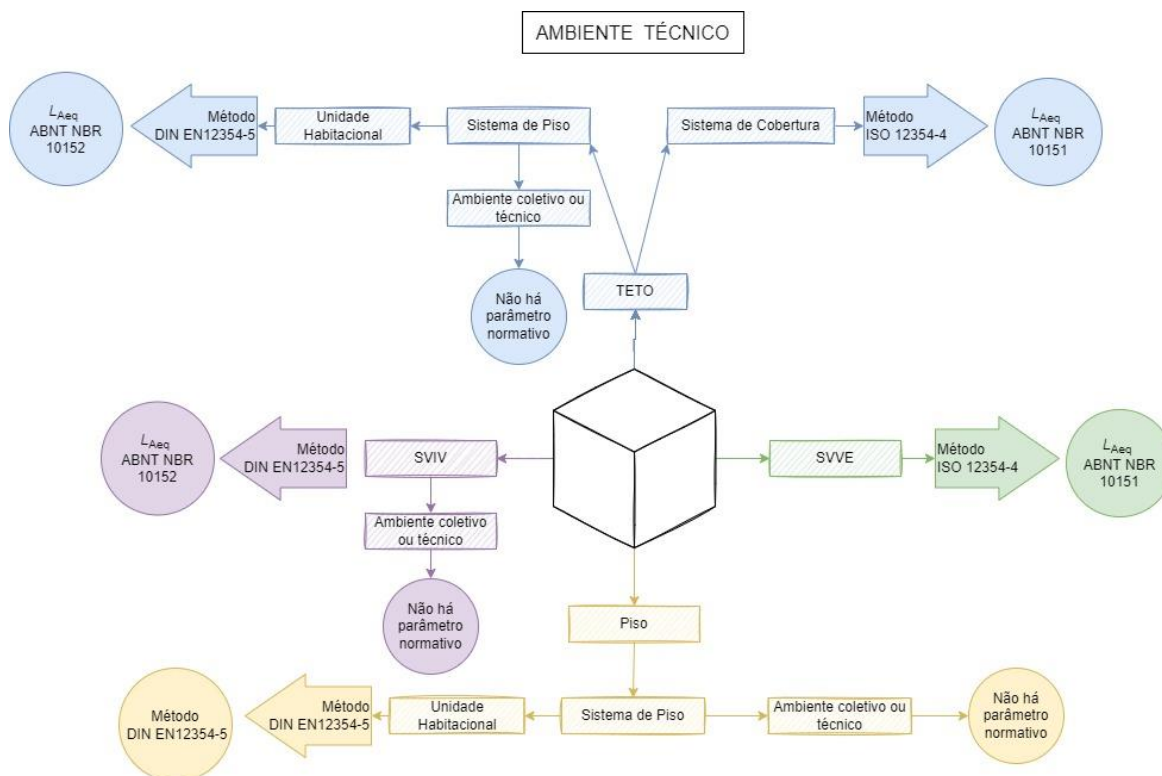 AMBIENTE TÉCNICO
L Aeq
ABNT NBR
10152
Método
DIN EN12354-5
Unidade
Habitacional
Sistema de Piso
Sistema de Cobertura
Método
ISO 12354-4
L Aeq
ABNT NBR
10151
Ambiente coletivo ou
técnico
Não há
parâmetro
normativo
TETO
L Aeq
ABNT NBR
10152
Método
DIN EN12354-5
SVIV
SVVE
Método
ISO 12354-4
L Aeq
ABNT NBR
10151
Ambiente coletivo
ou técnico
Não há
parâmetro
normativo
Piso
Método
DIN EN12354-5
Método
DIN EN12354-5
Unidade
Habitacional
Sistema de Piso
Ambiente coletivo ou
técnico
Não há
parâmetro
normativo